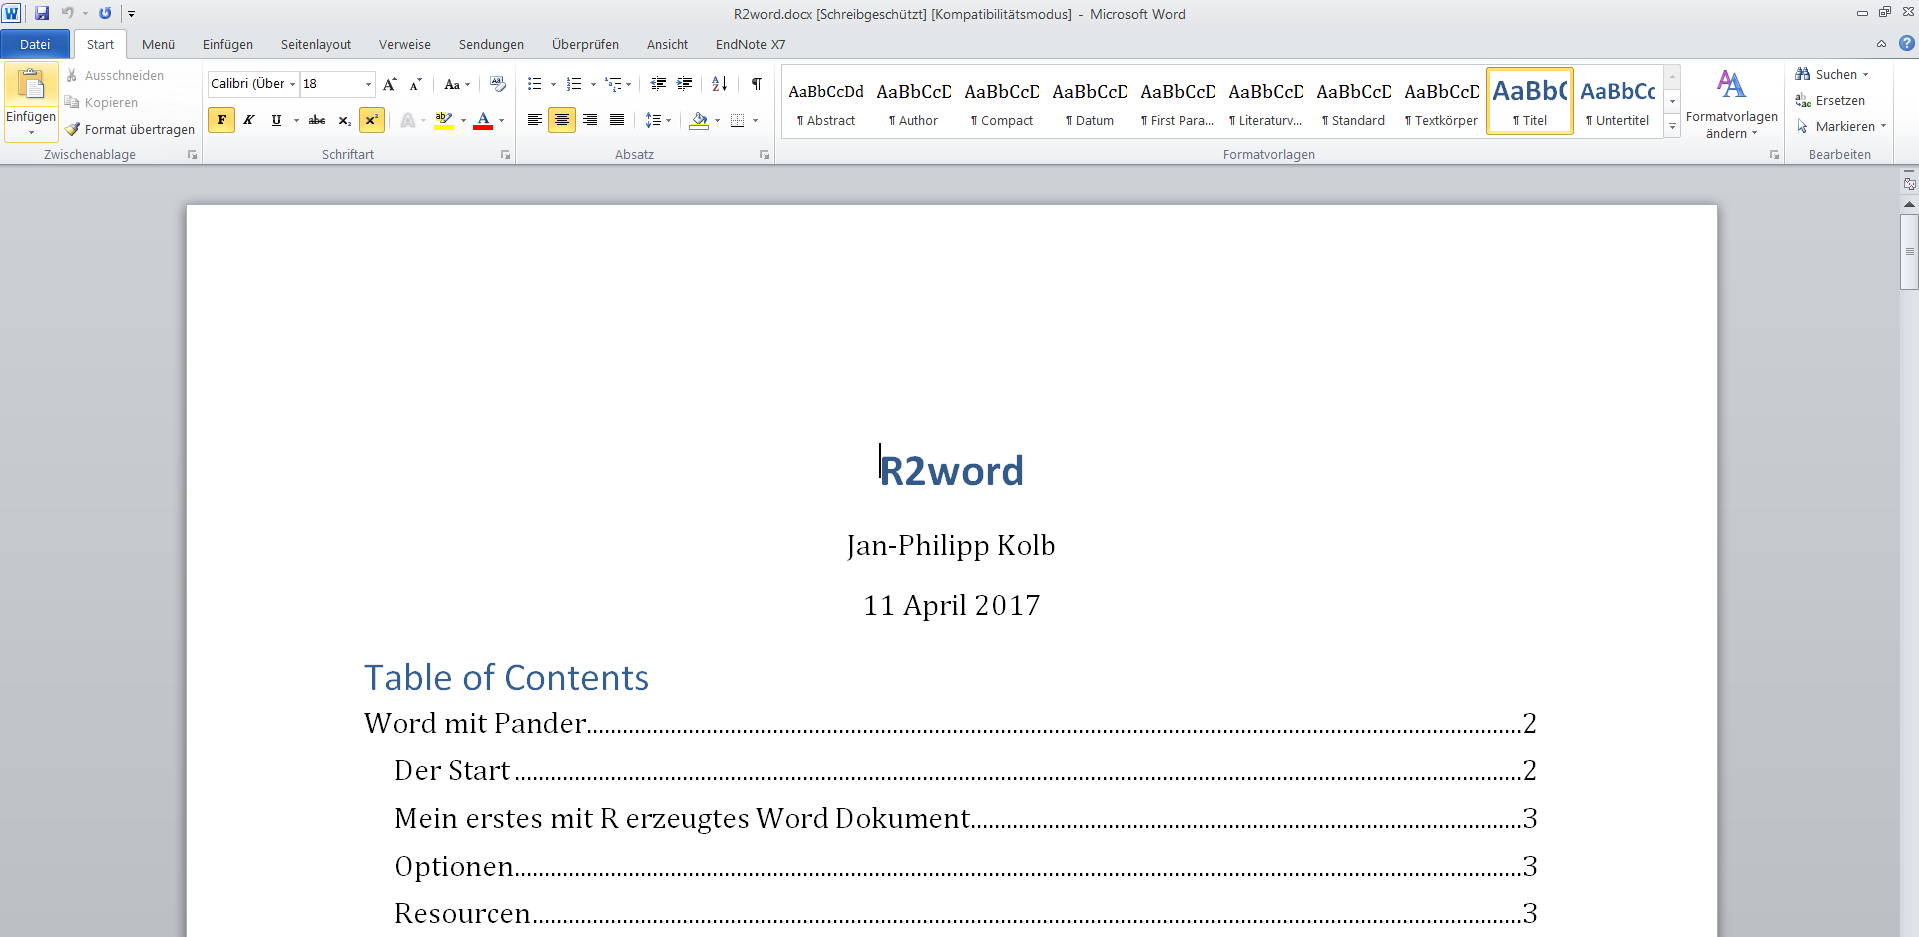 R2word.docx [Schreibgeschützt] [Kompatibilitätsmodus] - Microsoft Word
Datei Start Menü Einfügen Seitenlayout Verweise Sendungen Überprüfen Ansicht EndNote X7
Einfügen
Ausschneiden
Kopieren
Format übertragen
Zwischenablage
Calibri (Über 18
Aa
F K U abc x₂ x² A ab A
Schriftart
Absatz
AaBbCcDd AaBbCcD AaBbCcD AaBbCcD AaBbCcD AaBbCcD AaBbCcD AaBbCcD AaBb( AaBbCc
¶ Abstract ¶ Author ¶ Compact ¶ Datum ¶ First Para... ¶ Literaturv... ¶ Standard ¶ Textkörper ¶ Titel ¶ Untertitel
Formatvorlagen
Formatvorlagen
ändern
Suchen
Ersetzen
Markieren
Bearbeiten
R2word
Jan-Philipp Kolb
11 April 2017
Table of Contents
Word mit Pander....................2
Der Start....................2
Mein erstes mit R erzeugtes Word Dokument....................3
Optionen....................3
Resourcen....................3